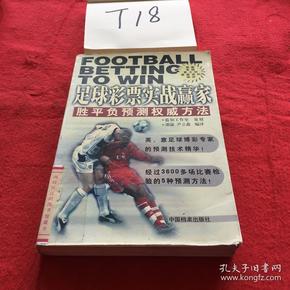 T18
FOOTBALL
BETTING
TO WIN
足球彩票实战赢家
胜平负预测权威方法
英、意足球博彩专家
的预测技术精华！
经过3600多场比赛检
验的5种预测方法！
中国档案出版社
孔夫子旧书网